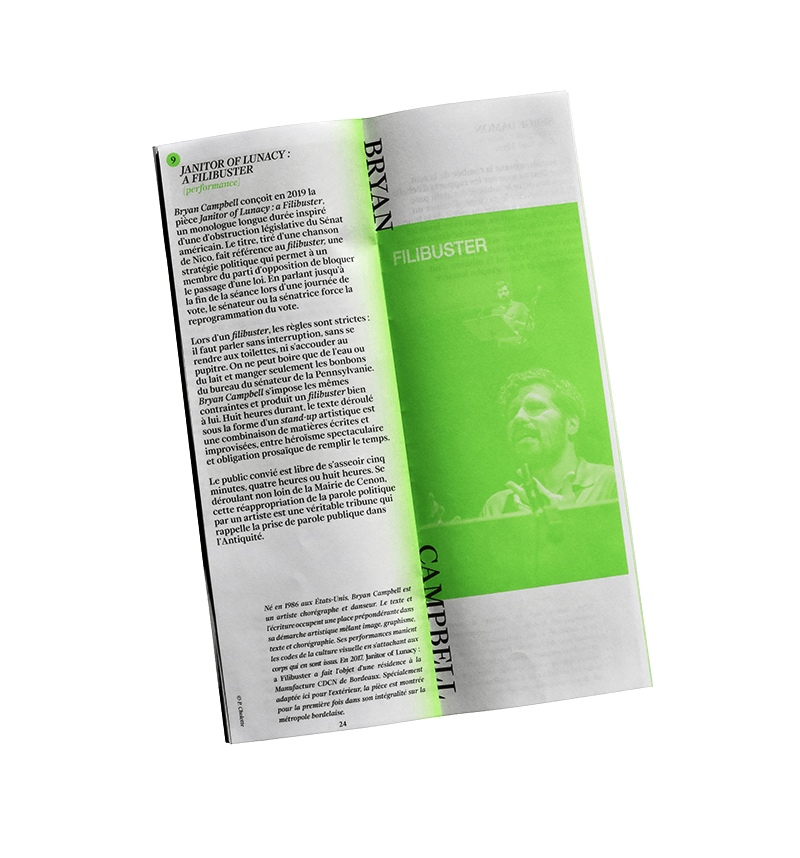 9
JANITOR OF LUNACY :
A FILIBUSTER
[performance]
Bryan Campbell conçoit en 2019 la
pièce Janitor of Lunacy : a Filibuster,
un monologue longue durée inspiré
d'une d'obstruction législative du Sénat
américain. Le titre, tiré d'une chanson
de Nico, fait référence au filibuster, une
stratégie politique qui permet à un
membre du parti d'opposition de bloquer
le passage d'une loi. En parlant jusqu'à
la fin de la séance lors d'une journée de
vote, le sénateur ou la sénatrice force la
reprogrammation du vote.
Lors d'un filibuster, les règles sont strictes :
il faut parler sans interruption, sans se
rendre aux toilettes, ni s'accouder au
pupitre. On ne peut boire que de l'eau ou
du lait et manger seulement les bonbons
du bureau du sénateur de la Pennsylvanie.
Bryan Campbell s'impose les mêmes
contraintes et produit un filibuster bien
à lui. Huit heures durant, le texte déroulé
sous la forme d'un stand-up artistique est
une combinaison de matières écrites et
improvisées, entre héroïsme spectaculaire
et obligation prosaïque de remplir le temps.
Le public convié est libre de s'asseoir cinq
minutes, quatre heures ou huit heures. Se
déroulant non loin de la Mairie de Cenon,
cette réappropriation de la parole politique
par un artiste est une véritable tribune qui
rappelle la prise de parole publique dans
l'Antiquité.
Né en 1986 aux États-Unis, Bryan Campbell est
un artiste chorégraphe et danseur. Le texte et
l'écriture occupent une place prépondérante dans
sa démarche artistique mêlant image, graphisme,
texte et chorégraphie. Ses performances manient
les codes de la culture visuelle en s'attachant aux
corps qui en sont issus. En 2017, Janitor of Lunacy :
a Filibuster a fait l'objet d'une résidence à la
Manufacture CDCN de Bordeaux. Spécialement
adaptée ici pour l'extérieur, la pièce est montrée
pour la première fois dans son intégralité sur la
métropole bordelaise.
24
BRYAN
CAMPBELL
FILIBUSTER